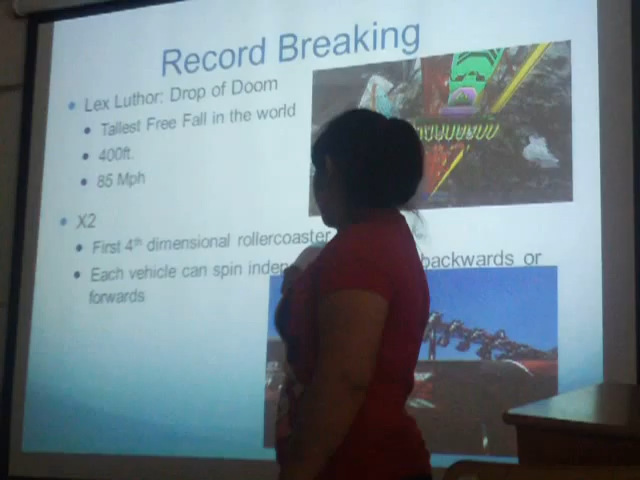 Record Breaking
Lex Luthor: Drop of Doom
Tallest Free Fall in the world
400ft.
85 Mph
X2
First 4th dimensional rollercoaster
Each vehicle can spin backwards or
forwards